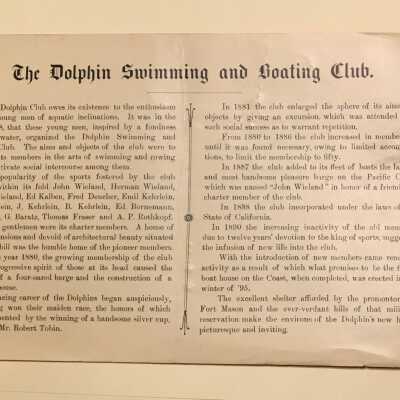 The Dolphin Swimming and Boating Club.
Dolphin Club owes its existence to the enthusiasm
young men of aquatic inclinations. It was in the
8, that these young men, inspired by a fondness
water, organized the Dolphin Swimming and
Club. The aims and objects of the club were to
its members in the arts of swimming and rowing
private social intercourse among them.
popularity of the sports fostered by the club
within its fold John Wieland, Herman Wieland,
Wieland, Ed Kalben, Fred Dencher, Emil Kehrlein,
ein, J. Kehrlein, B. Kehrlein, Ed Bornemann,
, G. Baratz, Thomas Fraser and A. P. Rothkopf.
gentlemen were its charter members. A home of
ensions and devoid of architectural beauty situated
hill was the humble home of the pioneer members.
e year 1880, the growing membership of the club
rogressive spirit of those at its head caused the
of a four-oared barge and the construction of a
house.
acing career of the Dolphins began auspiciously,
g won their maiden race, the honors of which
mented by the winning of a handsome silver cup,
Mr. Robert Tobin.
In 1881 the club enlarged the sphere of its aims
objects by giving an excursion, which was attended
such social success as to warrant repetition.
From 1880 to 1886 the club increased in member
until it was found necessary, owing to limited accom
tions, to limit the membership to fifty.
In 1887 the club added to its fleet of boats the la
and most handsome pleasure barge on the Pacific C
which was named "John Wieland" in honor of a friend
charter member of the club.
In 1888 the club incorporated under the laws of
State of California.
In 1890 the increasing inactivity of the old mem
due to twelve years' devotion to the king of sports, sugge
the infusion of new life into the club.
With the introduction of new members came rene
activity as a result of which what promises to be the f
boat house on the Coast, when completed, was erected i
winter of '95.
The excellent shelter afforded by the promontor
Fort Mason and the ever-verdant hills of that mili
reservation make the environs of the Dolphin's new h
picturesque and inviting.